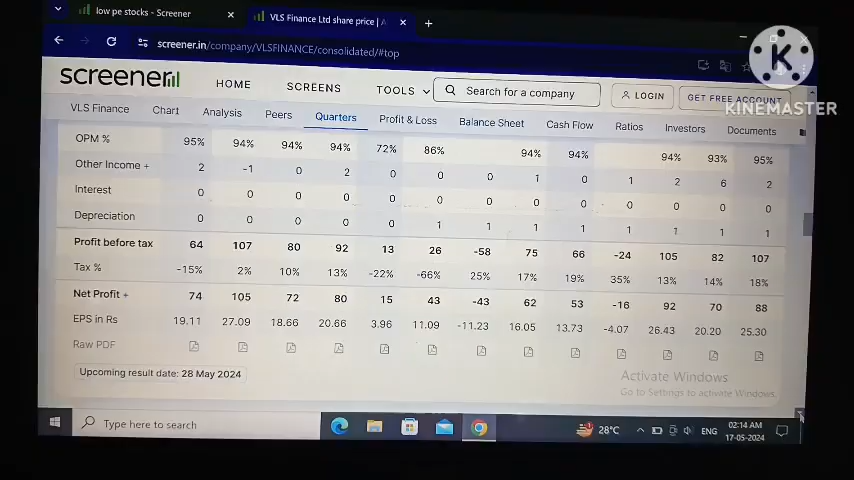 low pe stocks - Screener
VLS Finance Ltd share price | A
screener.in/company/VLSFINANCE/consolidated/#top
screener
HOME
SCREENS
TOOLS
Search for a company
LOGIN
GET FREE ACCOUNT
KINEMASTER
VLS Finance Chart Analysis Peers Quarters Profit & Loss Balance Sheet Cash Flow Ratios Investors Documents
OPM % 95% 94% 94% 94% 72% 86% 94% 94% 94% 93% 95%
Other Income + 2 -1 0 2 0 0 0 1 0 1 2 6 2
Interest 0 0 0 0 0 0 0 0 0 0 0 0 0
Depreciation 0 0 0 0 0 1 1 1 1 1 1 1 1
Profit before tax 64 107 80 92 13 26 -58 75 66 -24 105 82 107
Tax % -15% 2% 10% 13% -22% -66% 25% 17% 19% 35% 13% 14% 18%
Net Profit + 74 105 72 80 15 43 -43 62 53 -16 92 70 88
EPS in Rs 19.11 27.09 18.66 20.66 3.96 11.09 -11.23 16.05 13.73 -4.07 26.43 20.20 25.30
Raw PDF
Upcoming result date: 28 May 2024
Activate Windows
Go to Settings to activate Windows.
Type here to search
28°C
ENG
02:14 AM
17-05-2024